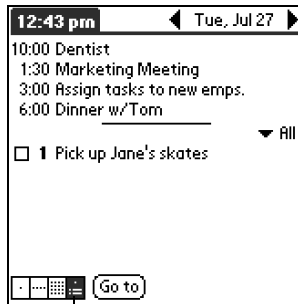 12:43 pm Tue, Jul 27
10:00 Dentist
1:30 Marketing Meeting
3:00 Assign tasks to new emps.
6:00 Dinner w/Tom
All
1 Pick up Jane's skates
Go to